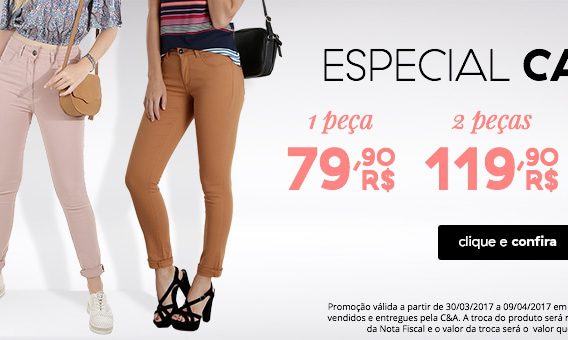 ESPECIAL CA
1 peça 2 peças
79,90 R$ 119,90 R$
clique e confira
Promoção válida a partir de 30/03/2017 a 09/04/2017 em
vendidos e entregues pela C&A. A troca do produto será
da Nota Fiscal e o valor da troca será o valor